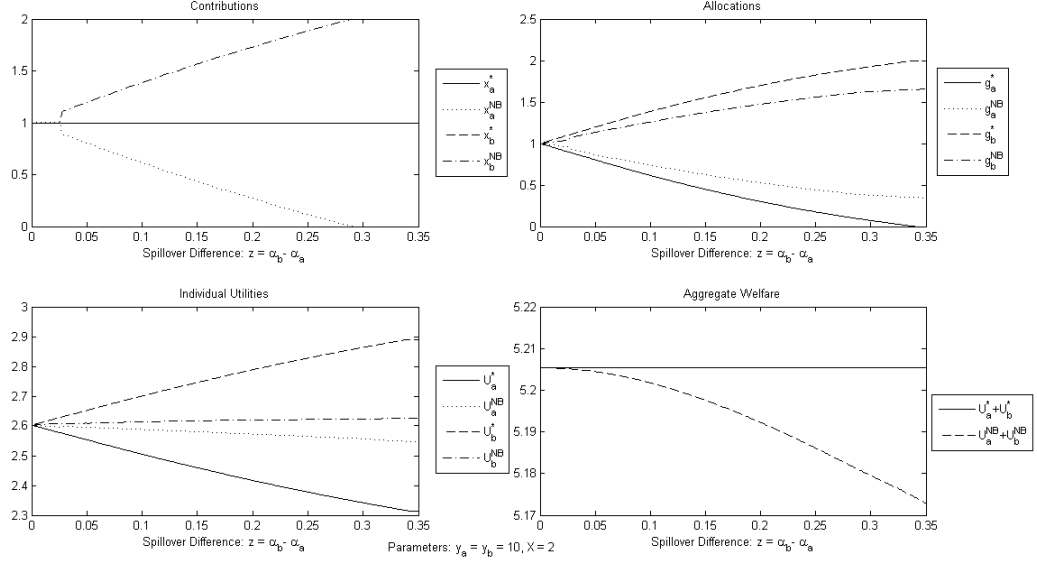 Contributions
2
1.5
1
0.5
0
0 0.05 0.1 0.15 0.2 0.25 0.3 0.35
Spillover Difference: z = α_b- α_a
x_a^*
x_a^NB
x_b^*
x_b^NB
Allocations
2.5
2
1.5
1
0.5
0
0 0.05 0.1 0.15 0.2 0.25 0.3 0.35
Spillover Difference: z = α_b- α_a
g_a^*
g_a^NB
g_b^*
g_b^NB
Individual Utilities
3
2.9
2.8
2.7
2.6
2.5
2.4
2.3
0 0.05 0.1 0.15 0.2 0.25 0.3 0.35
Spillover Difference: z = α_b- α_a
U_a^*
U_a^NB
U_b^*
U_b^NB
Aggregate Welfare
5.22
5.21
5.2
5.19
5.18
5.17
0 0.05 0.1 0.15 0.2 0.25 0.3 0.35
Spillover Difference: z = α_b- α_a
U_a^*+U_b^*
U_a^NB+U_b^NB
Parameters: y_a = y_b = 10, X = 2